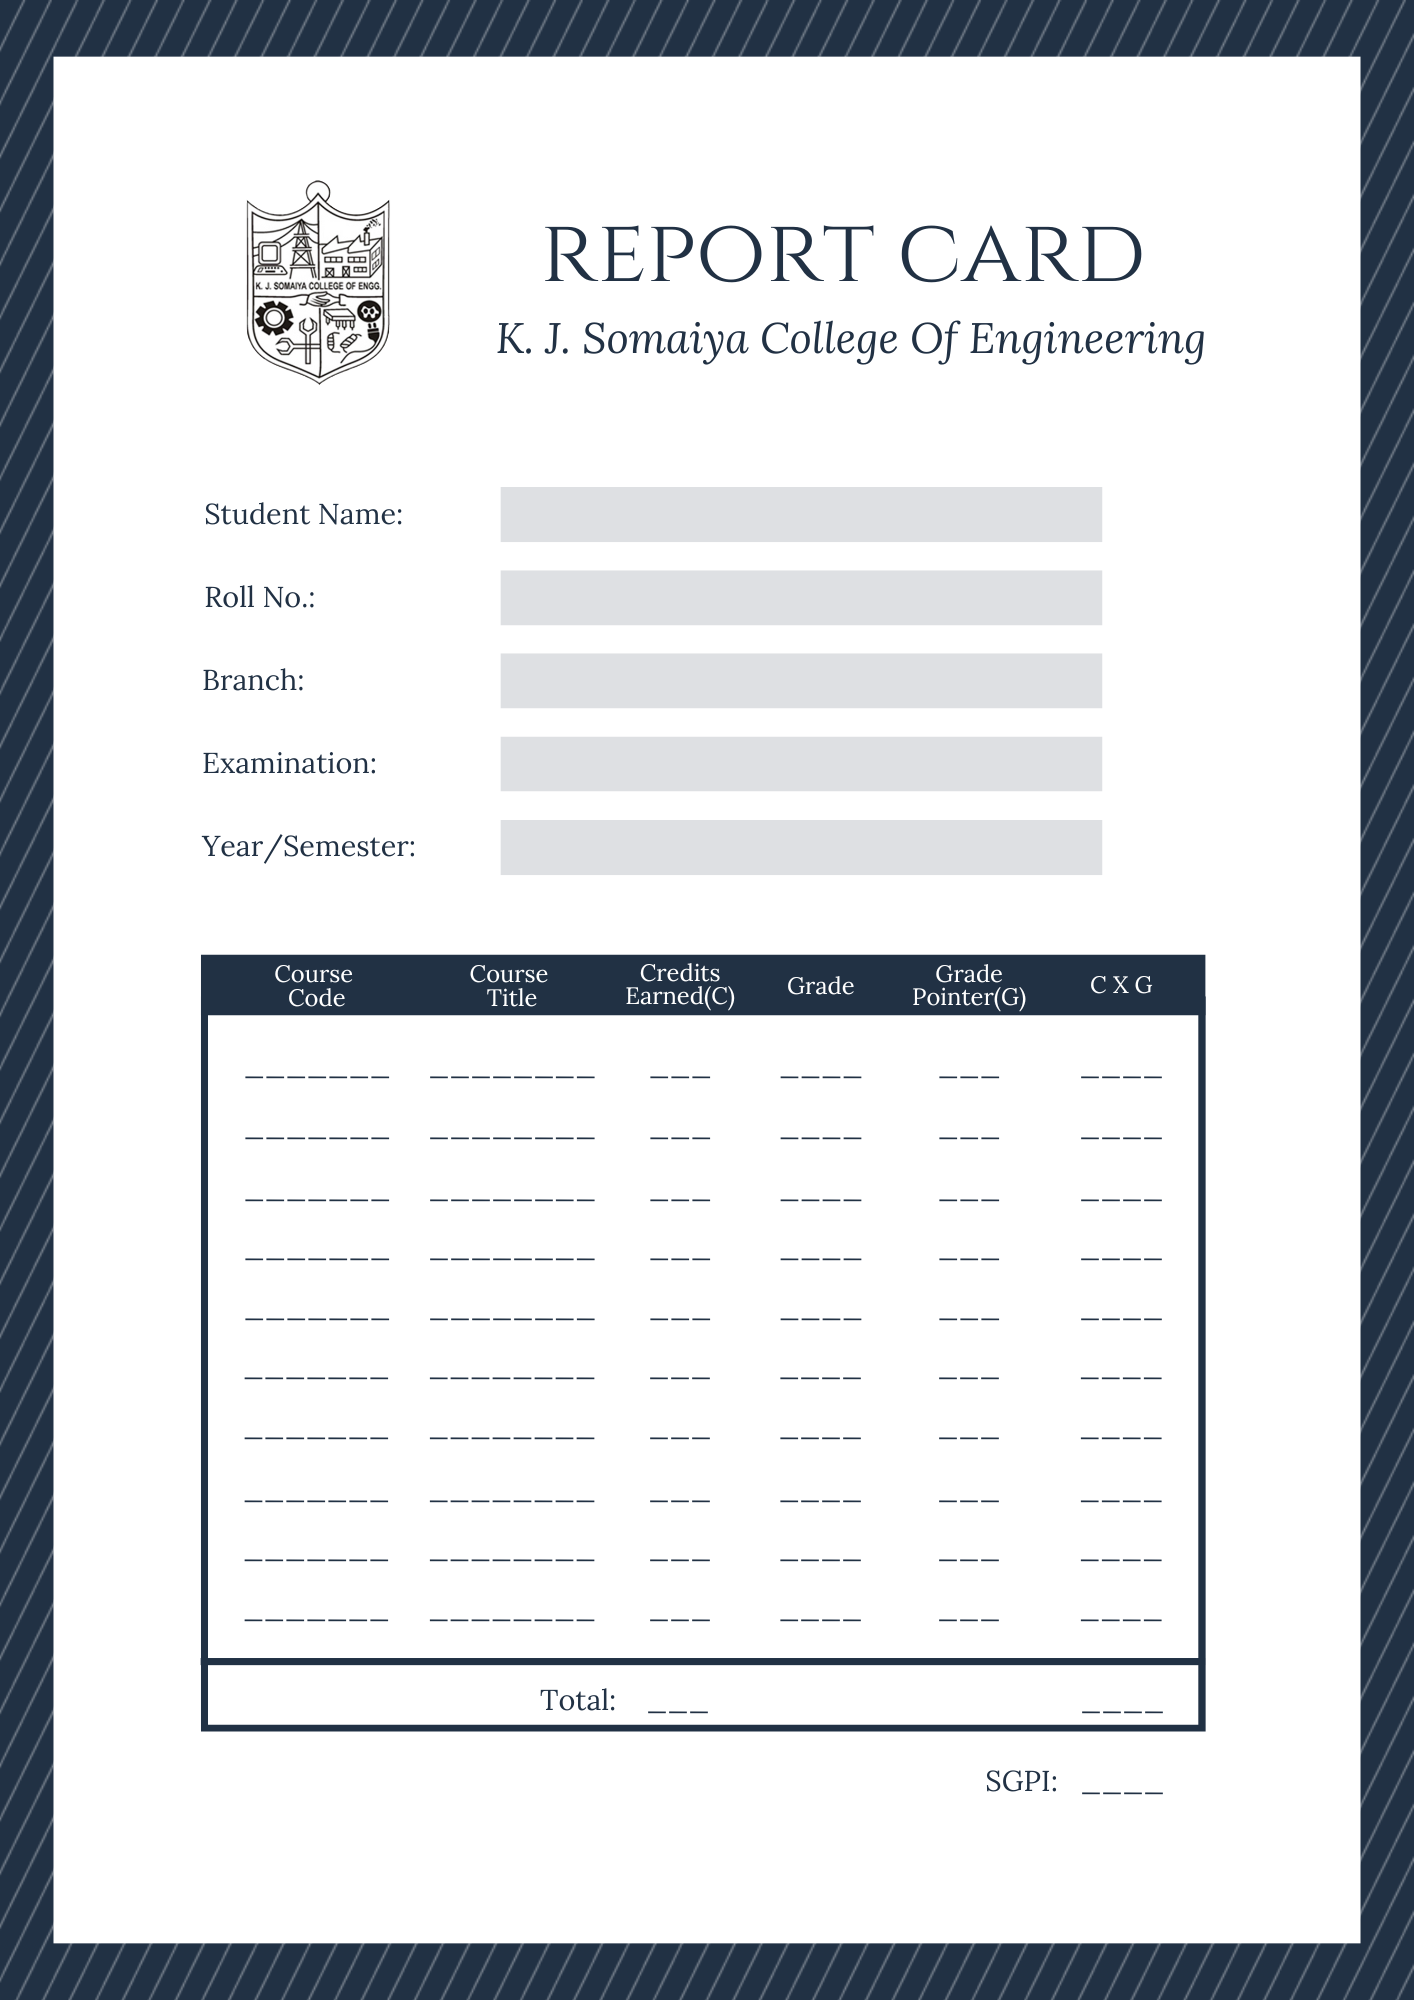 K. J. SOMAIYA COLLEGE OF ENGG.
REPORT CARD
K. J. Somaiya College Of Engineering
Student Name:
Roll No.:
Branch:
Examination:
Year/Semester:
Course Code Course Title Credits Earned(C) Grade Grade Pointer(G) C X G
_______ ________ ___ ____ ___ ____
_______ ________ ___ ____ ___ ____
_______ ________ ___ ____ ___ ____
_______ ________ ___ ____ ___ ____
_______ ________ ___ ____ ___ ____
_______ ________ ___ ____ ___ ____
_______ ________ ___ ____ ___ ____
_______ ________ ___ ____ ___ ____
_______ ________ ___ ____ ___ ____
_______ ________ ___ ____ ___ ____
Total: ___ ____
SGPI: ____